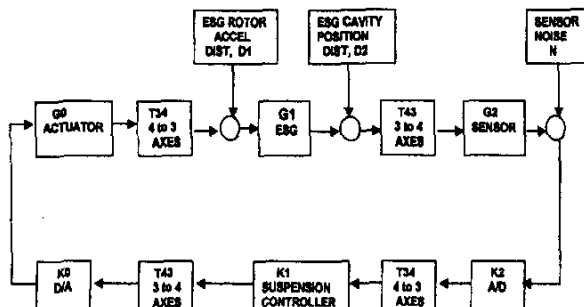 ESG ROTOR
ACCEL
DIST, D1
ESG CAVITY
POSITION
DIST, D2
SENSOR
NOISE
N
G0
ACTUATOR
T34
4 to 3
AXES
G1
ESG
T43
3 to 4
AXES
G2
SENSOR
K0
D/A
T43
3 to 4
AXES
K1
SUSPENSION
CONTROLLER
T34
4 to 3
AXES
K2
A/D